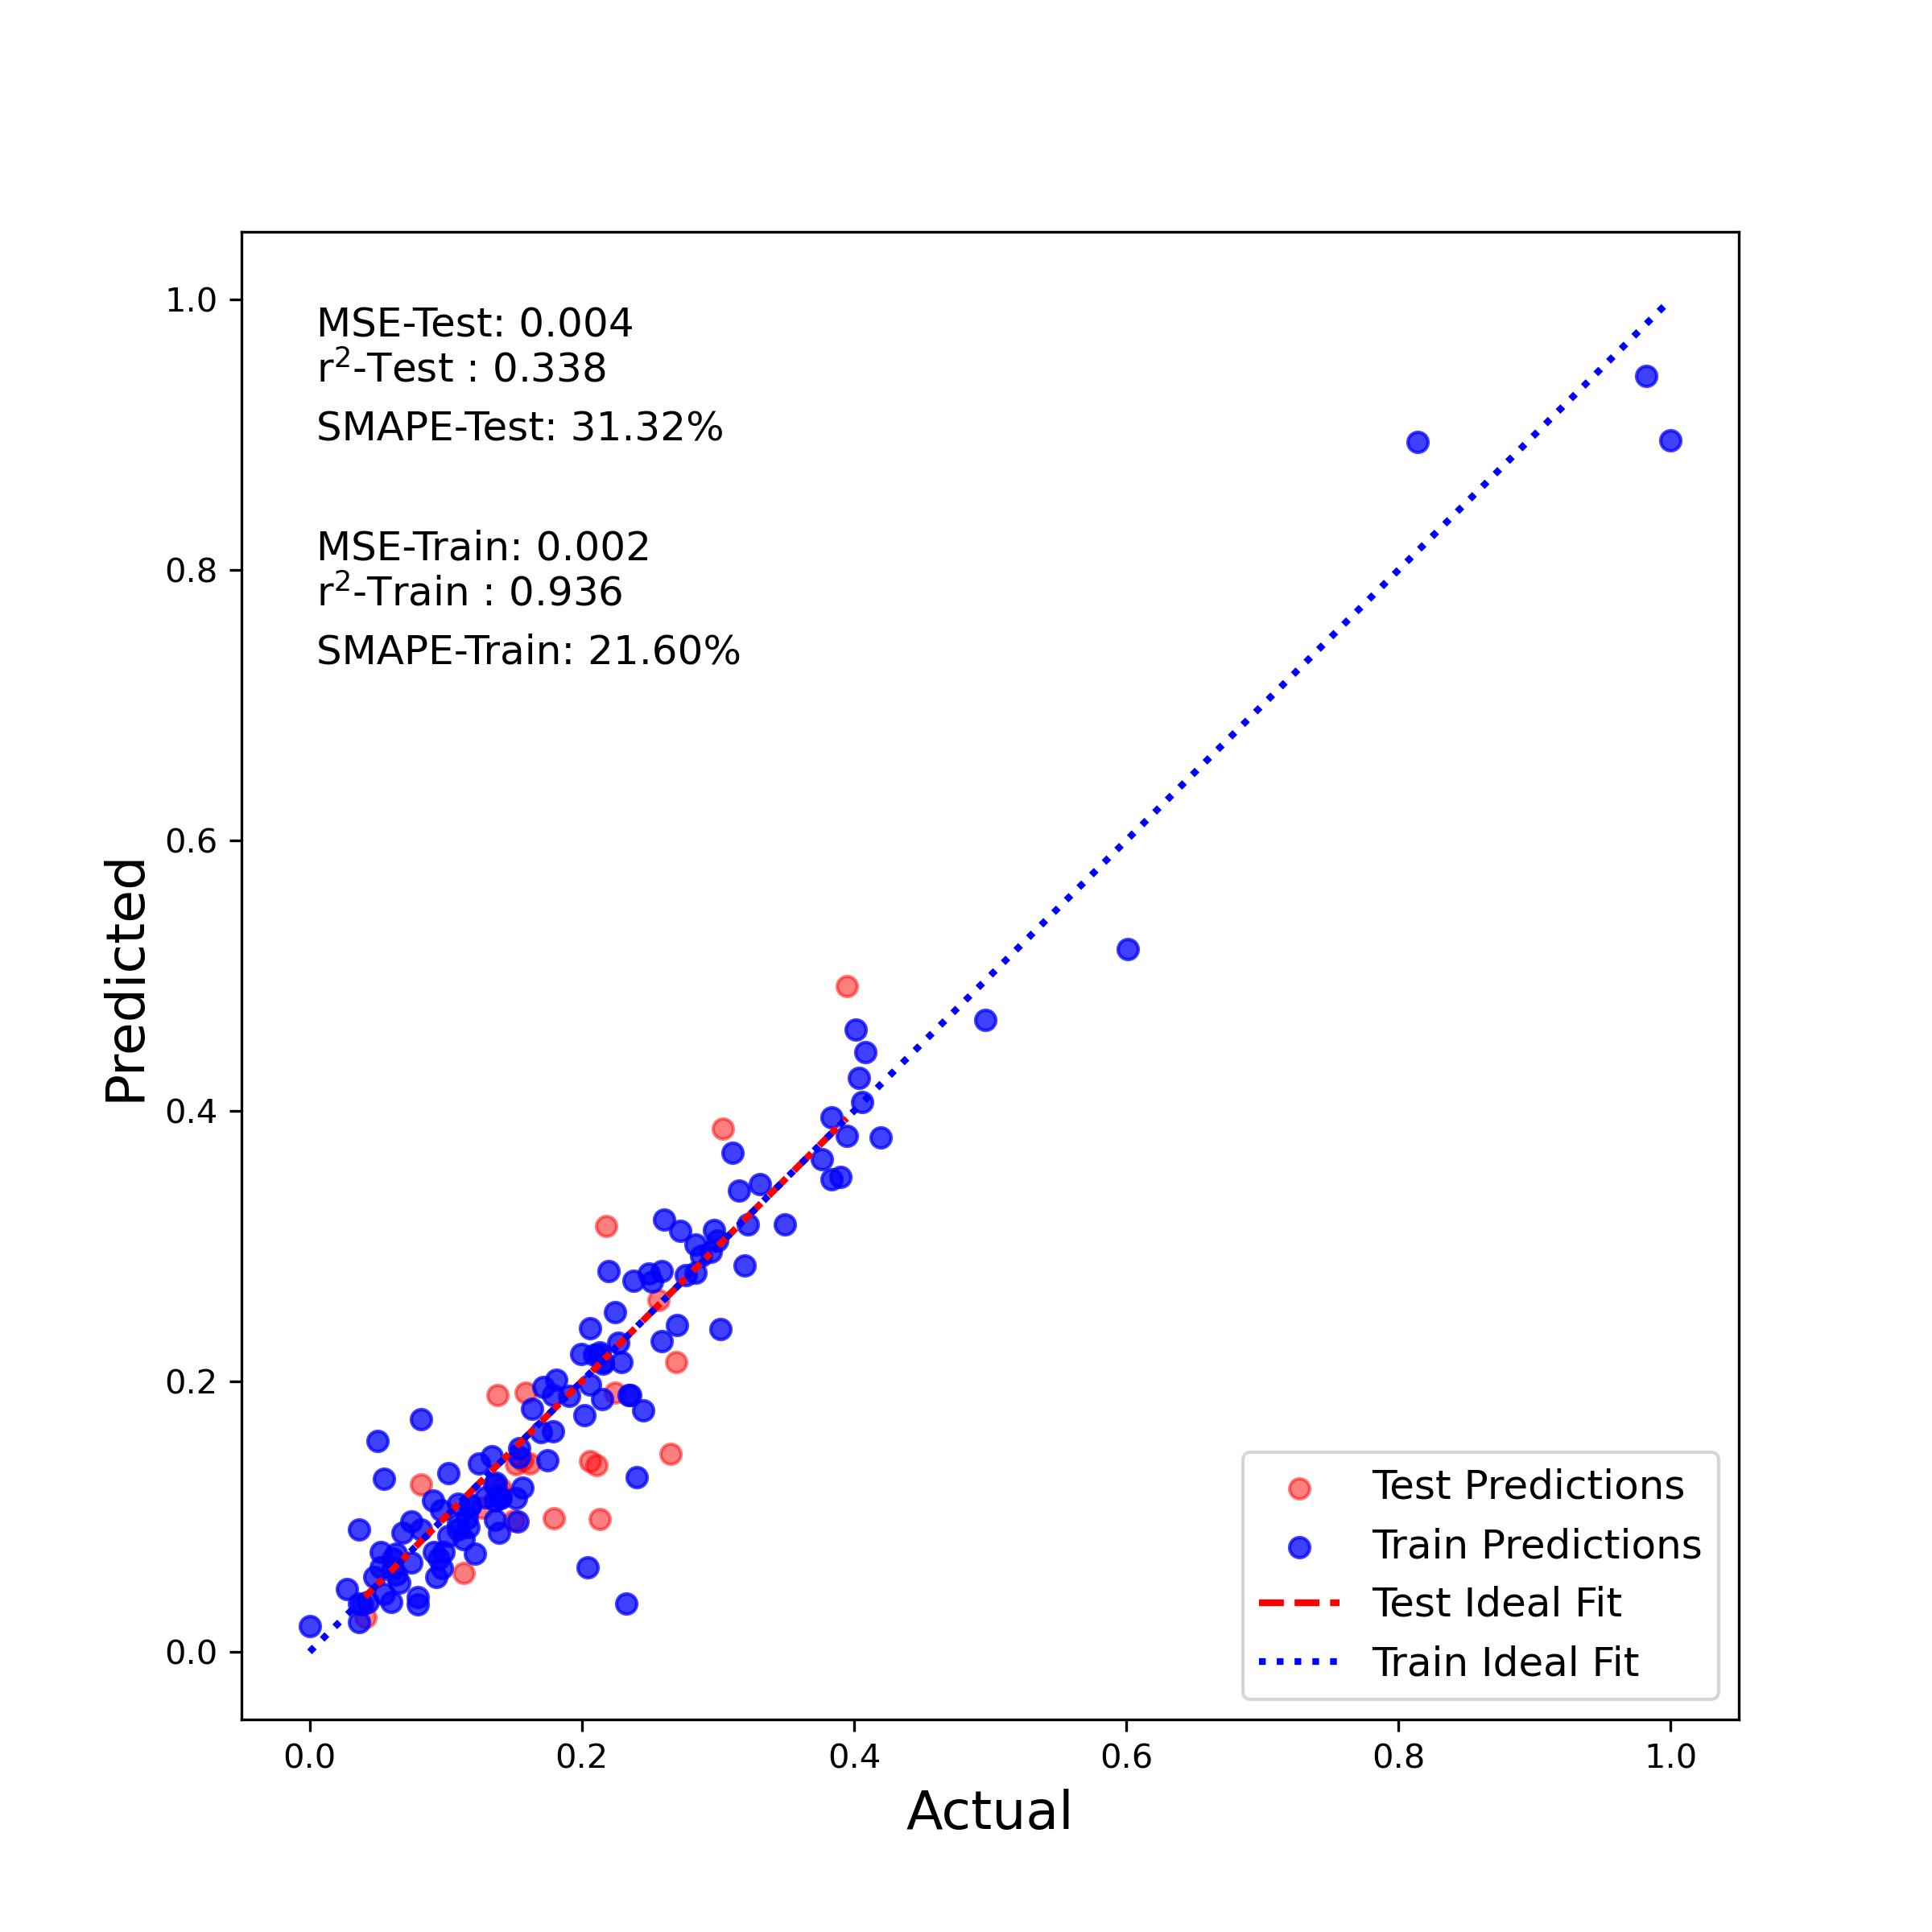 MSE-Test: 0.004
r²-Test : 0.338
SMAPE-Test: 31.32%
MSE-Train: 0.002
r²-Train : 0.936
SMAPE-Train: 21.60%
1.0
0.8
0.6
0.4
0.2
0.0
Predicted
Test Predictions
Train Predictions
Test Ideal Fit
Train Ideal Fit
0.0 0.2 0.4 0.6 0.8 1.0
Actual